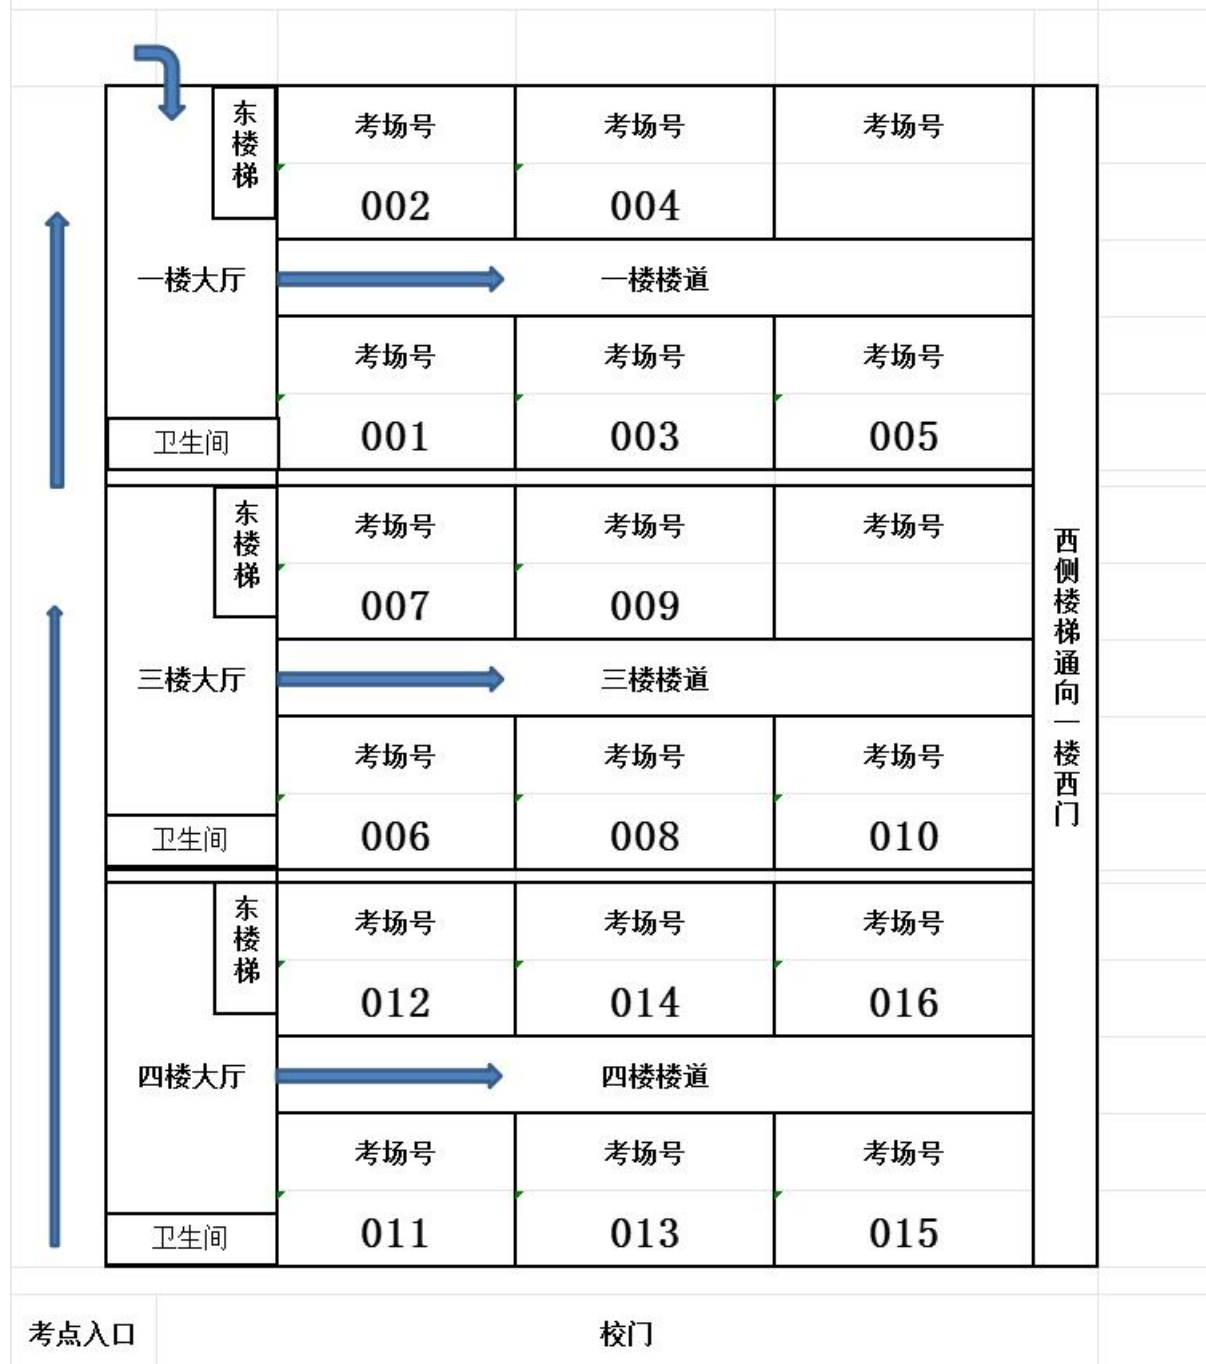 东楼梯
考场号 考场号 考场号
002 004
一楼大厅 一楼楼道
考场号 考场号 考场号
001 003 005
卫生间
东楼梯
考场号 考场号 考场号
007 009
三楼大厅 三楼楼道
考场号 考场号 考场号
006 008 010
卫生间
东楼梯
考场号 考场号 考场号
012 014 016
四楼大厅 四楼楼道
考场号 考场号 考场号
011 013 015
卫生间
西侧楼梯通向一楼西门
考点入口 校门